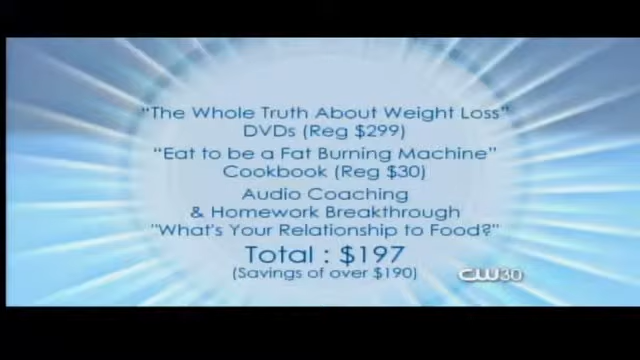 “The Whole Truth About Weight Loss”
DVDs (Reg $299)
“Eat to be a Fat Burning Machine”
Cookbook (Reg $30)
Audio Coaching
& Homework Breakthrough
"What's Your Relationship to Food?"
Total : $197
(Savings of over $190)
CW30